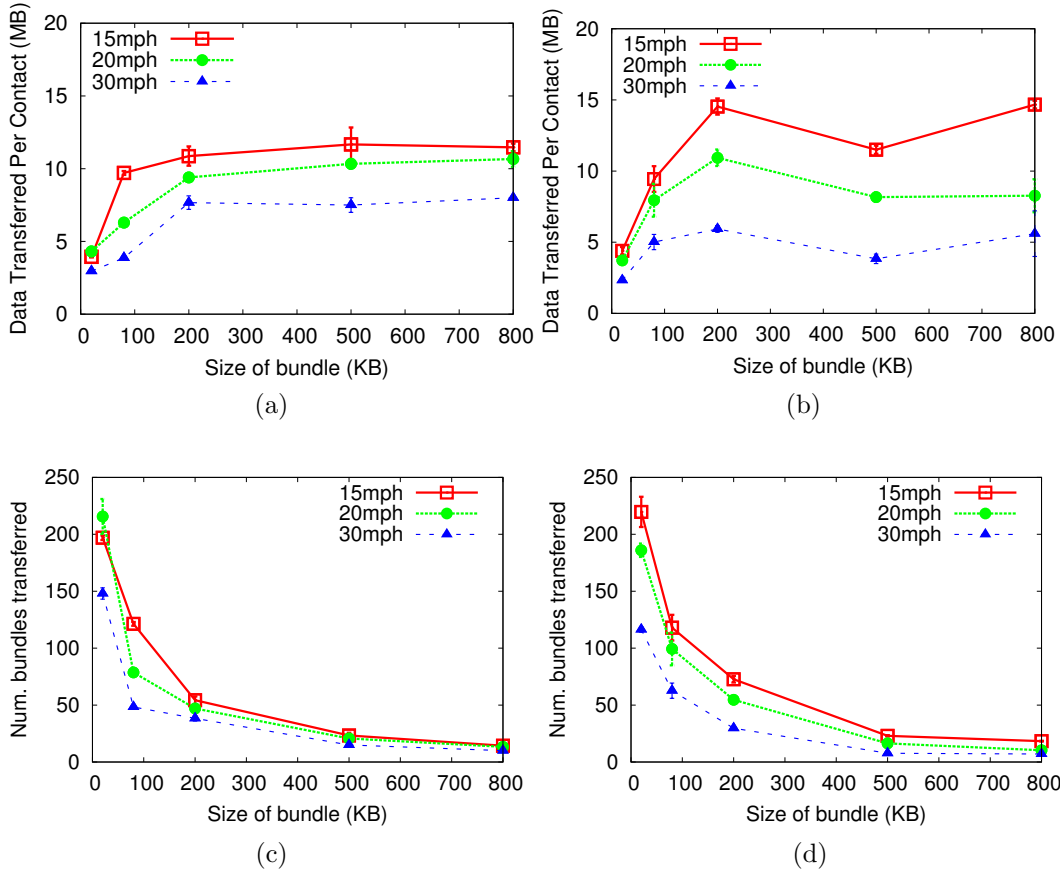 Data Transferred Per Contact (MB)
20
15
10
5
0
15mph
20mph
30mph
0 100 200 300 400 500 600 700 800
Size of bundle (KB)
(a)
Data Transferred Per Contact (MB)
20
15
10
5
0
15mph
20mph
30mph
0 100 200 300 400 500 600 700 800
Size of bundle (KB)
(b)
Num. bundles transferred
250
200
150
100
50
0
15mph
20mph
30mph
0 100 200 300 400 500 600 700 800
Size of bundle (KB)
(c)
Num. bundles transferred
250
200
150
100
50
0
15mph
20mph
30mph
0 100 200 300 400 500 600 700 800
Size of bundle (KB)
(d)